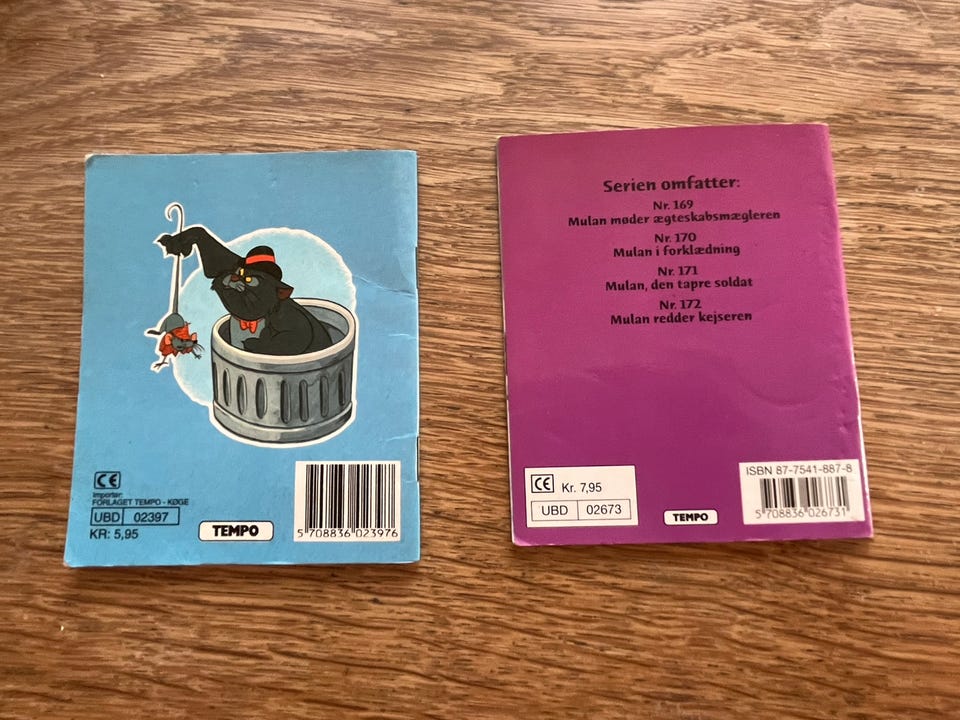 CE
Importør:
FORLAGET TEMPO - KØGE
UBD 02397
KR: 5,95
TEMPO
5 708836 023976
Serien omfatter:
Nr. 169
Mulan møder ægteskabsmægleren
Nr. 170
Mulan i forklædning
Nr. 171
Mulan, den tapre soldat
Nr. 172
Mulan redder kejseren
CE Kr. 7,95
UBD 02673
TEMPO
ISBN 87-7541-887-8
5 708836 026731